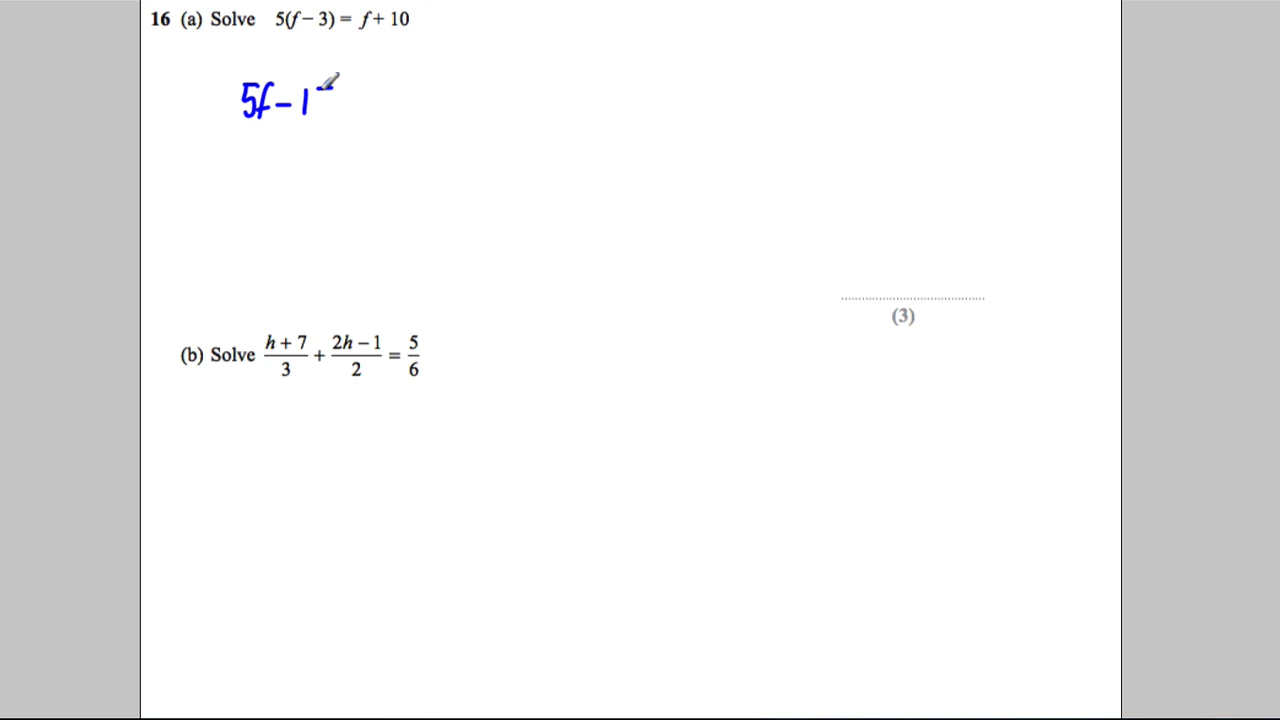 16 (a) Solve 5(f − 3) = f + 10
5f − 1
(3)
(b) Solve (h + 7)/3 + (2h − 1)/2 = 5/6